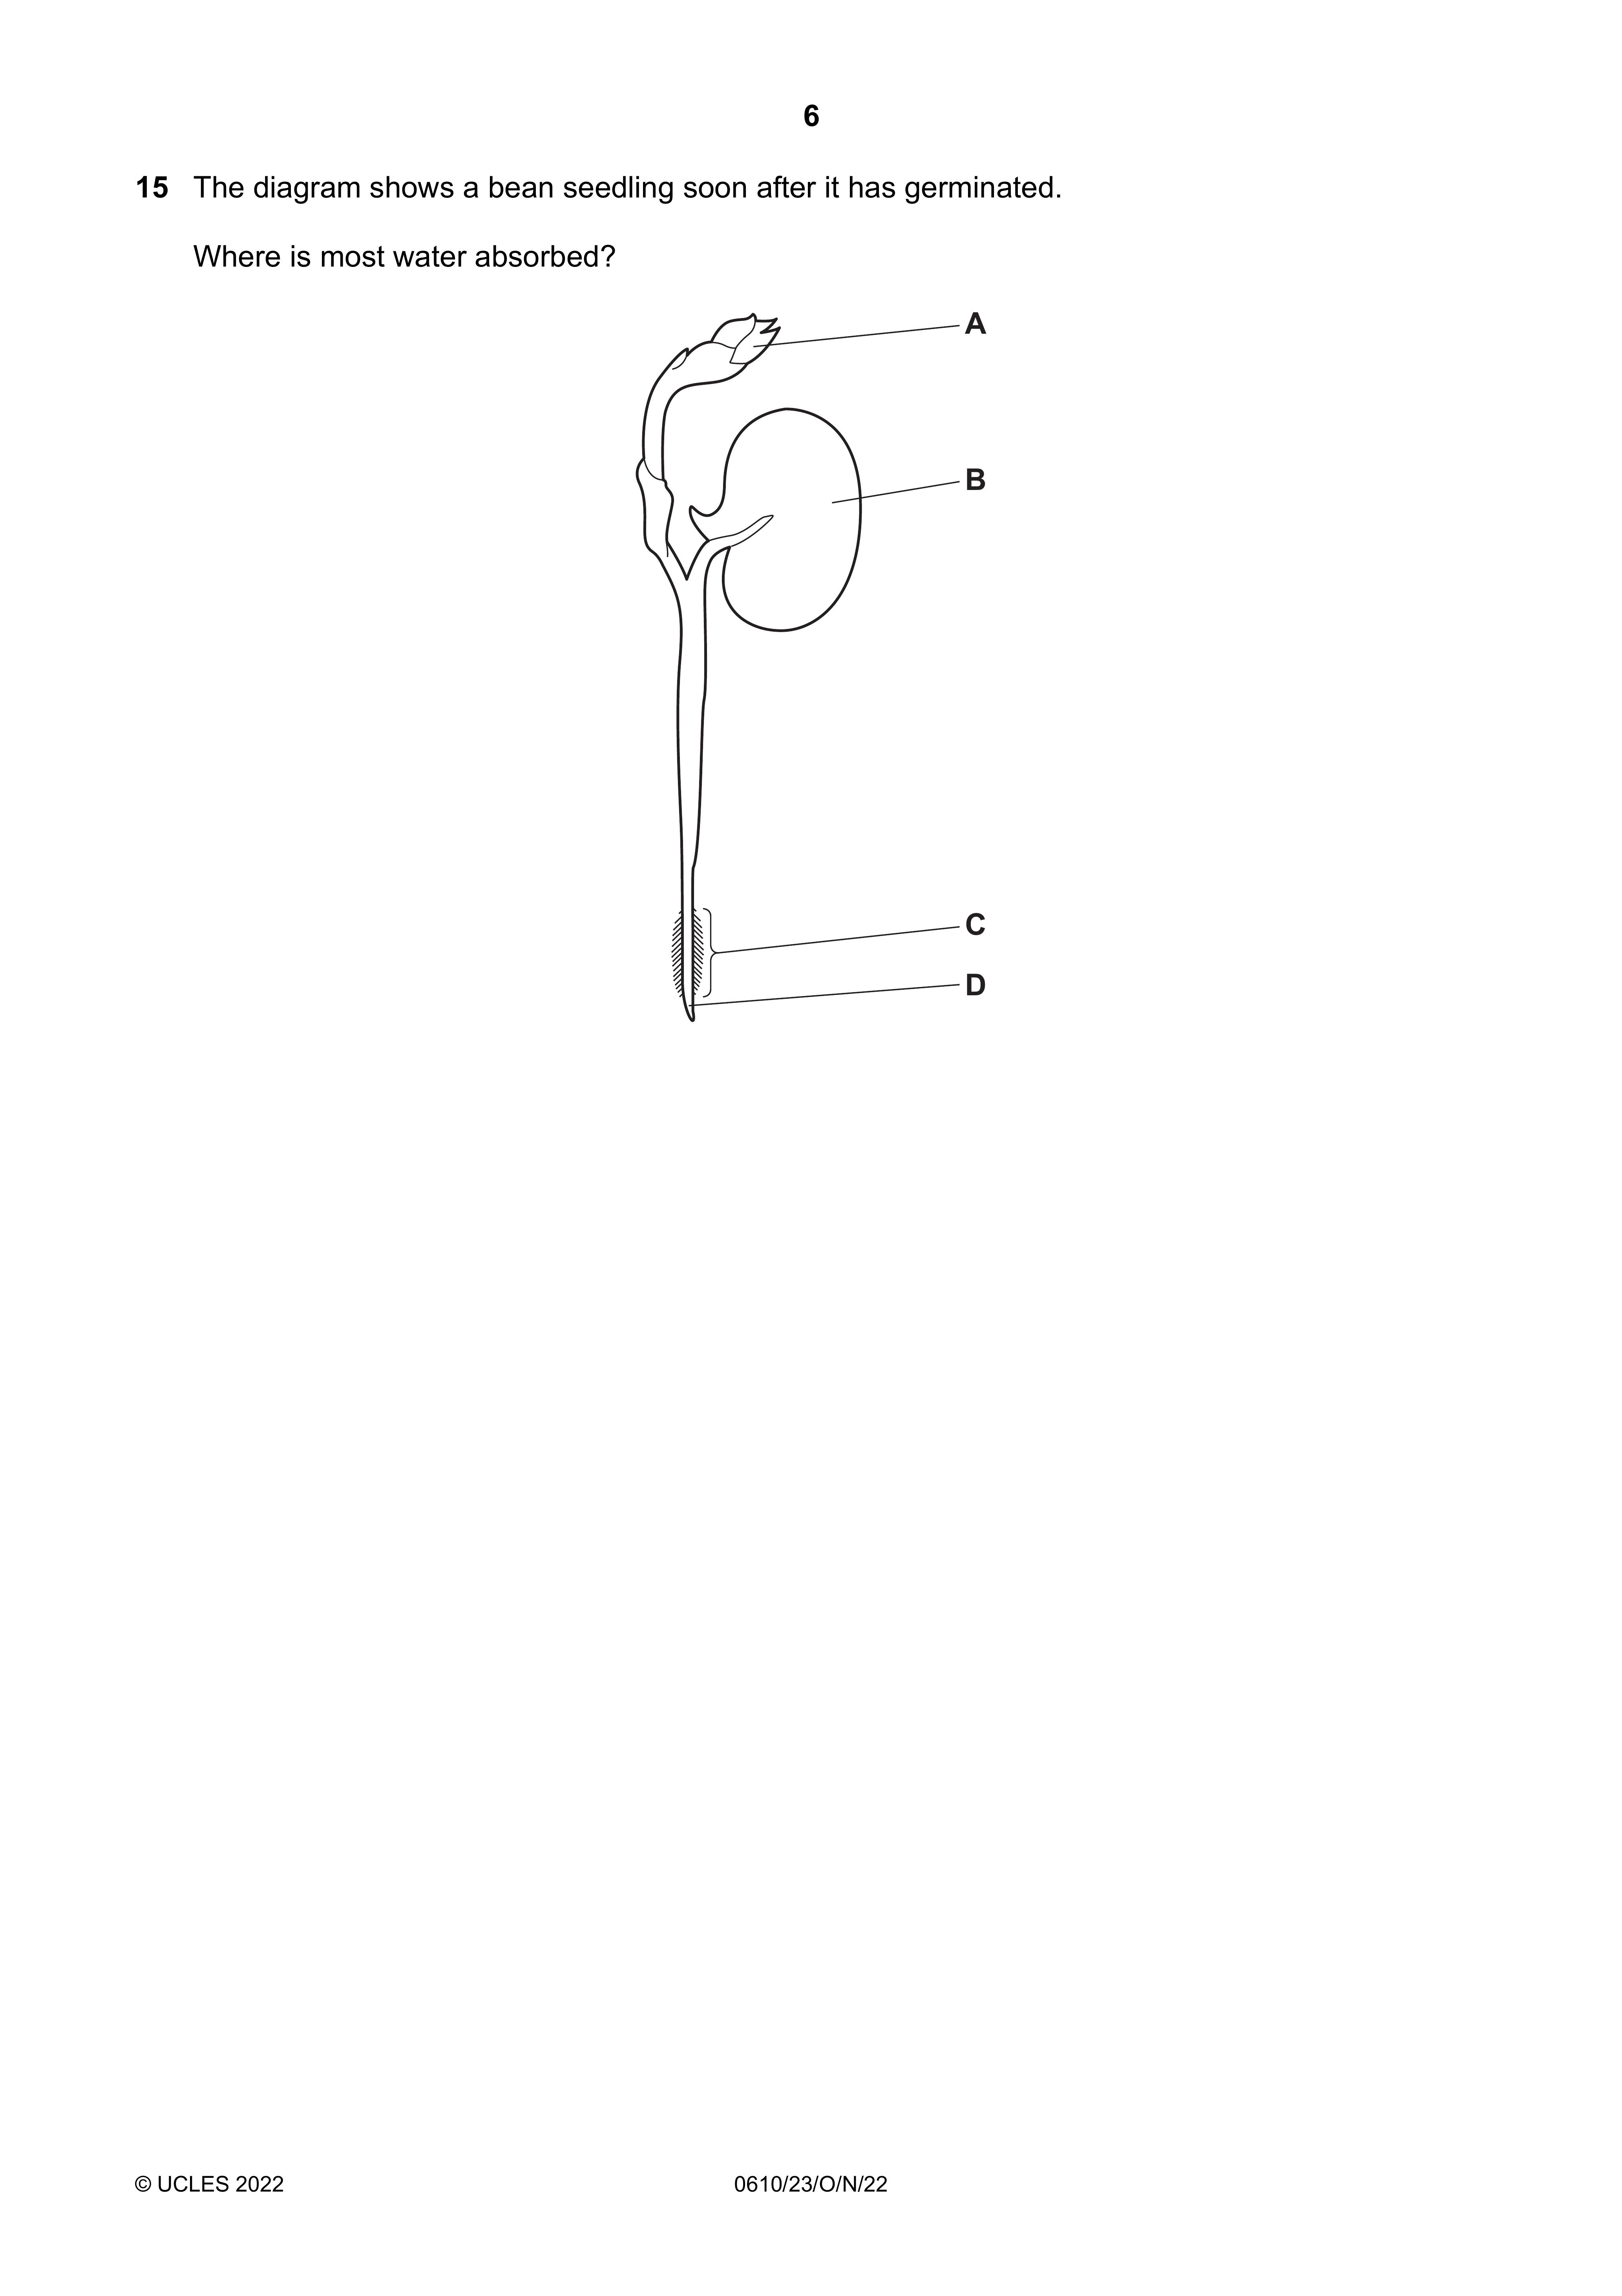 6
15 The diagram shows a bean seedling soon after it has germinated.
Where is most water absorbed?
A
B
C
D
© UCLES 2022 0610/23/O/N/22